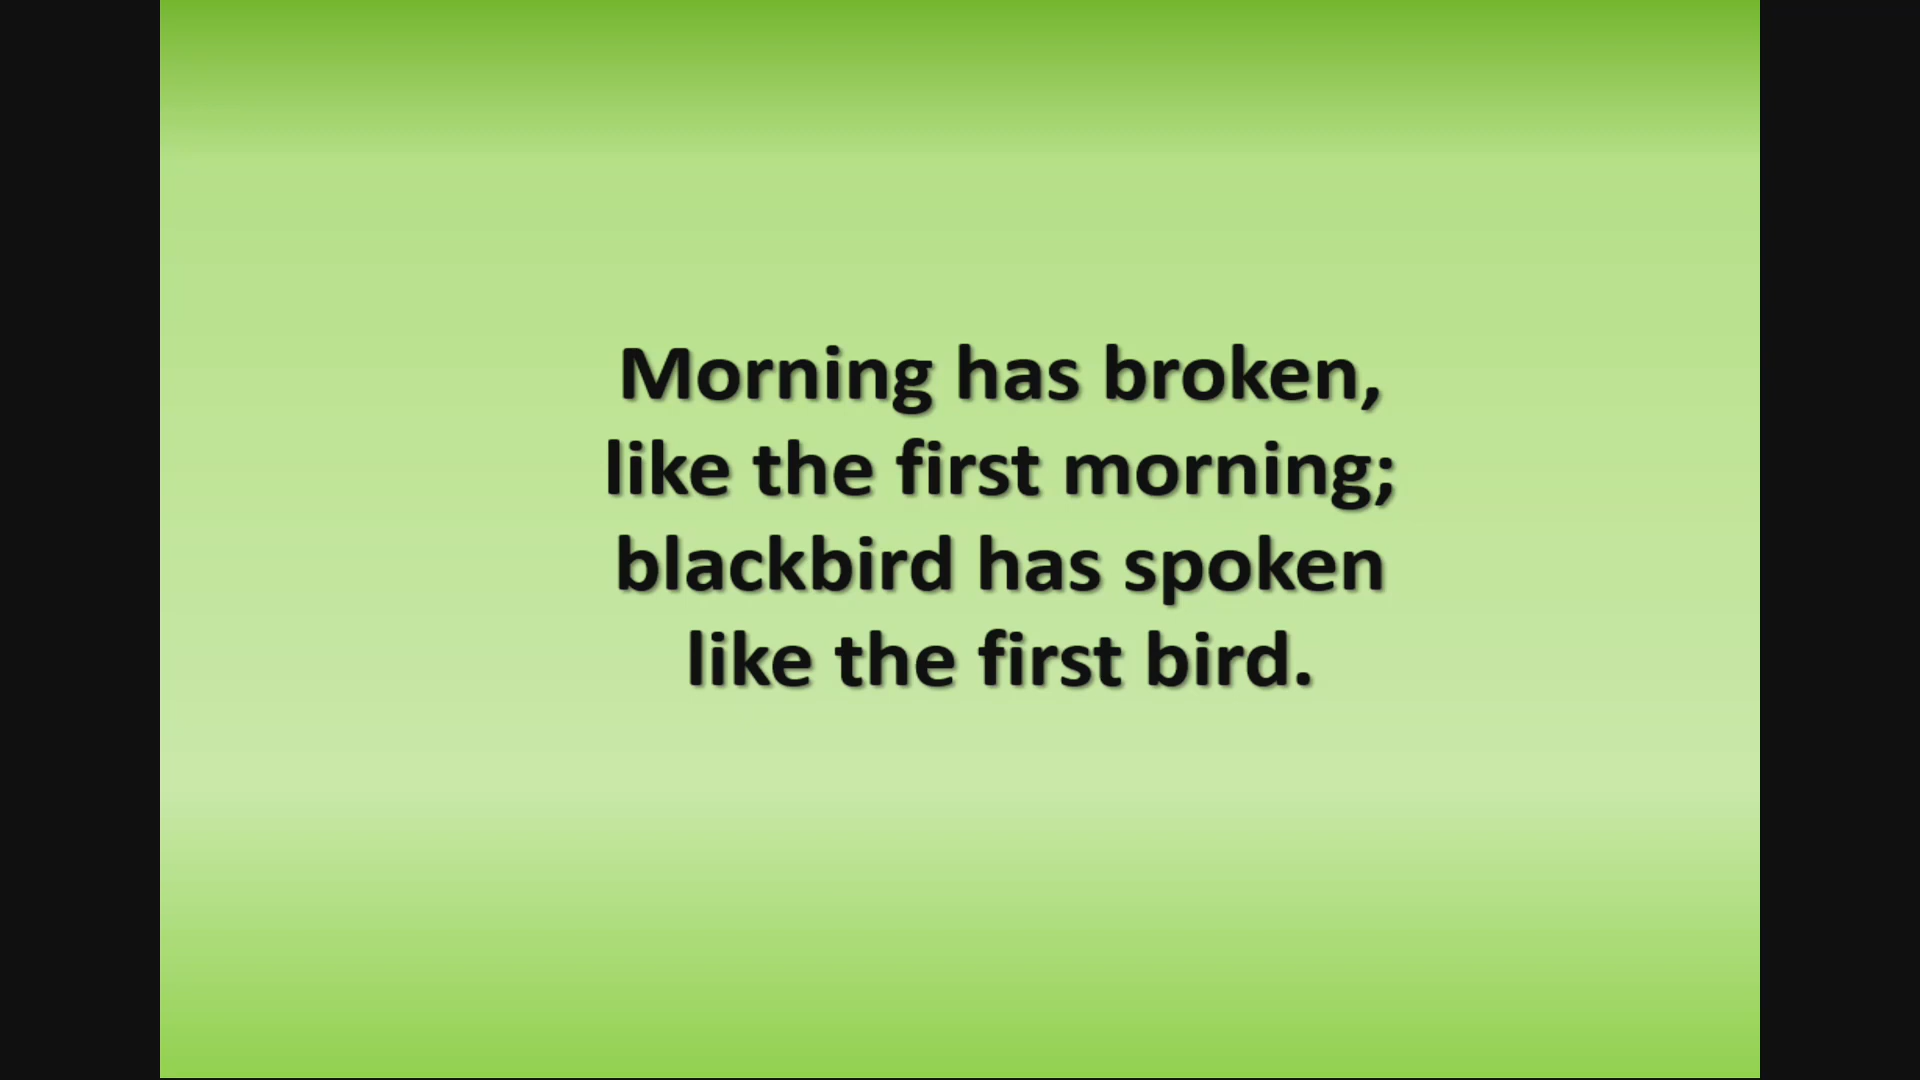 Morning has broken,
like the first morning;
blackbird has spoken
like the first bird.